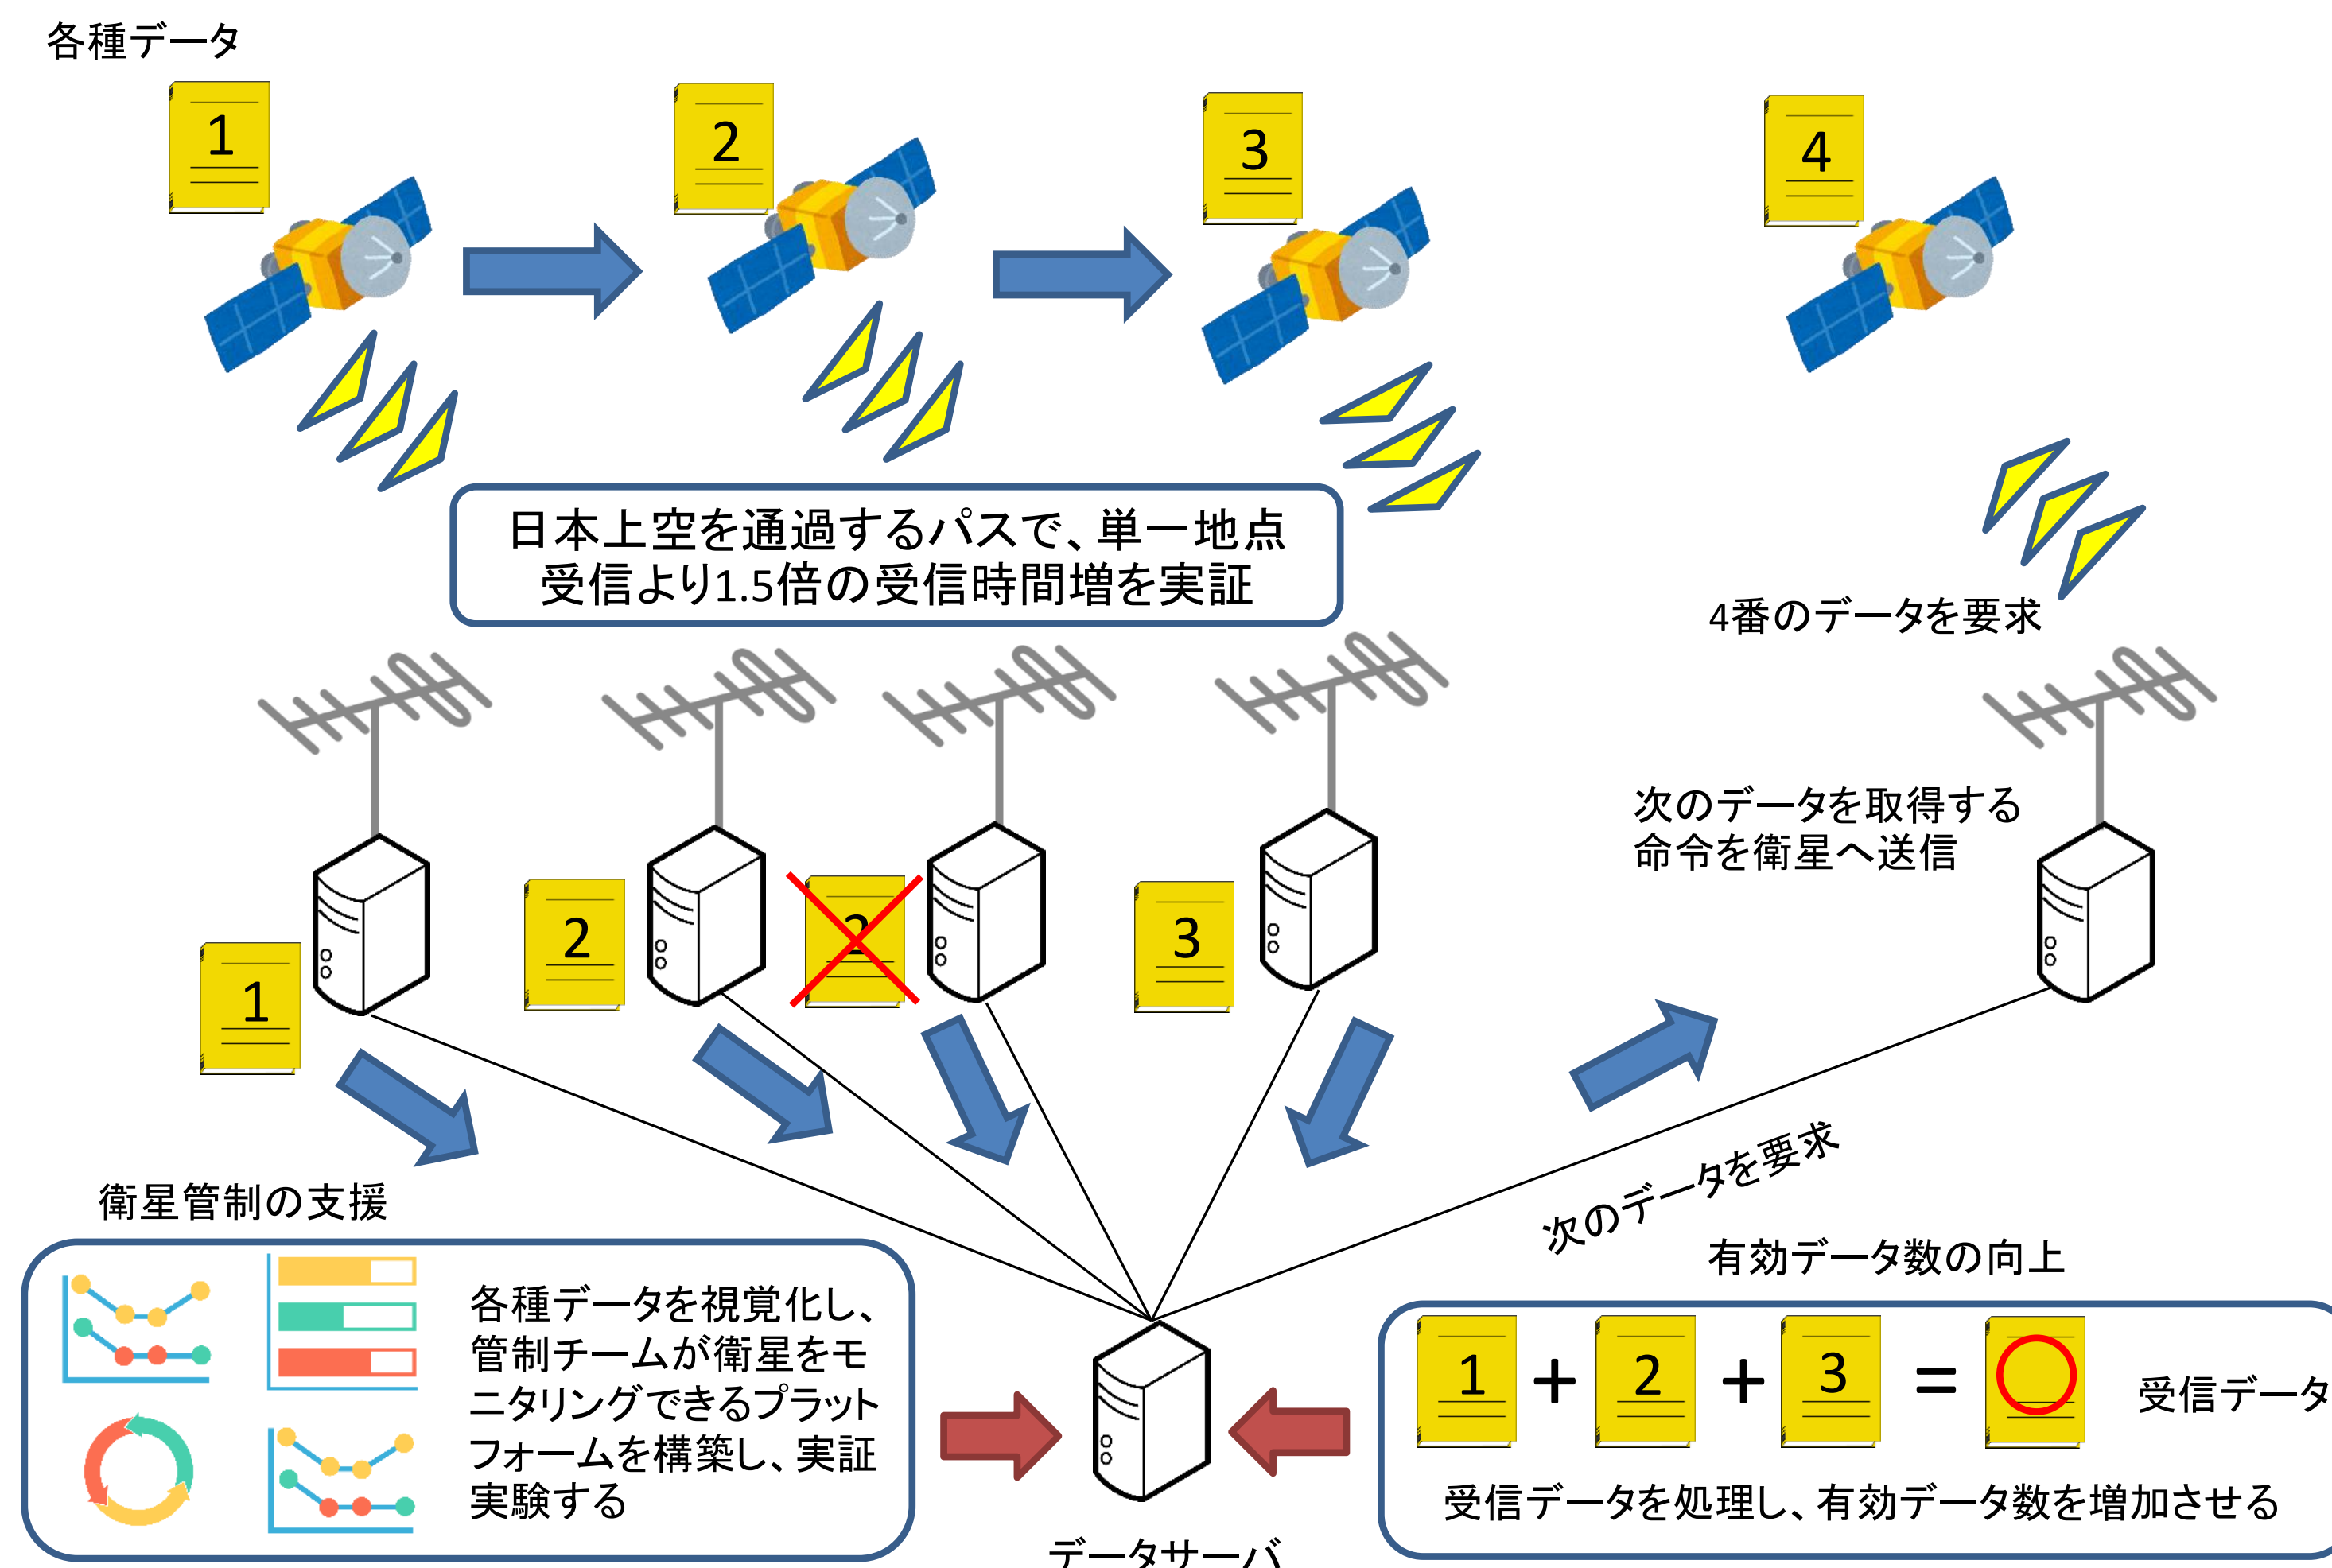 各種データ
1
2
3
4
日本上空を通過するパスで、単一地点
受信より1.5倍の受信時間増を実証
4番のデータを要求
次のデータを取得する
命令を衛星へ送信
1
2
2
3
次のデータを要求
衛星管制の支援
各種データを視覚化し、
管制チームが衛星をモ
ニタリングできるプラット
フォームを構築し、実証
実験する
有効データ数の向上
1 + 2 + 3 = 受信データ
受信データを処理し、有効データ数を増加させる
データサーバ